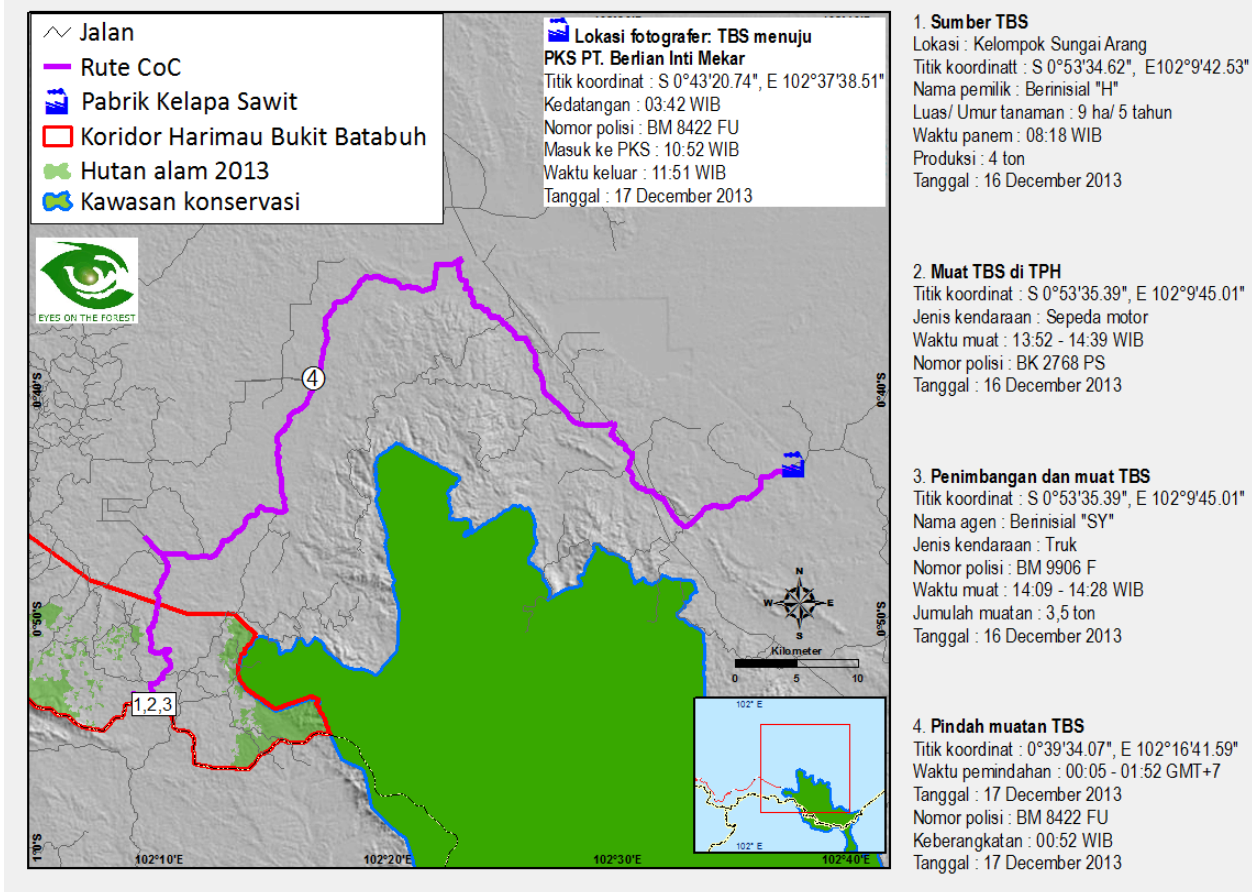 Jalan
Rute CoC
Pabrik Kelapa Sawit
Koridor Harimau Bukit Batabuh
Hutan alam 2013
Kawasan konservasi
Lokasi fotografer: TBS menuju
PKS PT. Berlian Inti Mekar
Titik koordinat : S 0°43'20.74", E 102°37'38.51"
Kedatangan : 03:42 WIB
Nomor polisi : BM 8422 FU
Masuk ke PKS : 10:52 WIB
Waktu keluar : 11:51 WIB
Tanggal : 17 December 2013
EYES ON THE FOREST
4
1,2,3
0°40'S
0°40'S
0°50'S
0°50'S
1°0'S
N
W E
S
Kilometer
0 5 10
102° E
102° E
102°10'E
102°20'E
102°30'E
102°40'E
1. Sumber TBS
Lokasi : Kelompok Sungai Arang
Titik koordinatt : S 0°53'34.62", E102°9'42.53"
Nama pemilik : Berinisial "H"
Luas/ Umur tanaman : 9 ha/ 5 tahun
Waktu panem : 08:18 WIB
Produksi : 4 ton
Tanggal : 16 December 2013
2. Muat TBS di TPH
Titik koordinat : S 0°53'35.39", E 102°9'45.01"
Jenis kendaraan : Sepeda motor
Waktu muat : 13:52 - 14:39 WIB
Nomor polisi : BK 2768 PS
Tanggal : 16 December 2013
3. Penimbangan dan muat TBS
Titik koordinat : S 0°53'35.39", E 102°9'45.01"
Nama agen : Berinisial "SY"
Jenis kendaraan : Truk
Nomor polisi : BM 9906 F
Waktu muat : 14:09 - 14:28 WIB
Jumulah muatan : 3,5 ton
Tanggal : 16 December 2013
4. Pindah muatan TBS
Titik koordinat : 0°39'34.07", E 102°16'41.59"
Waktu pemindahan : 00:05 - 01:52 GMT+7
Tanggal : 17 December 2013
Nomor polisi : BM 8422 FU
Keberangkatan : 00:52 WIB
Tanggal : 17 December 2013